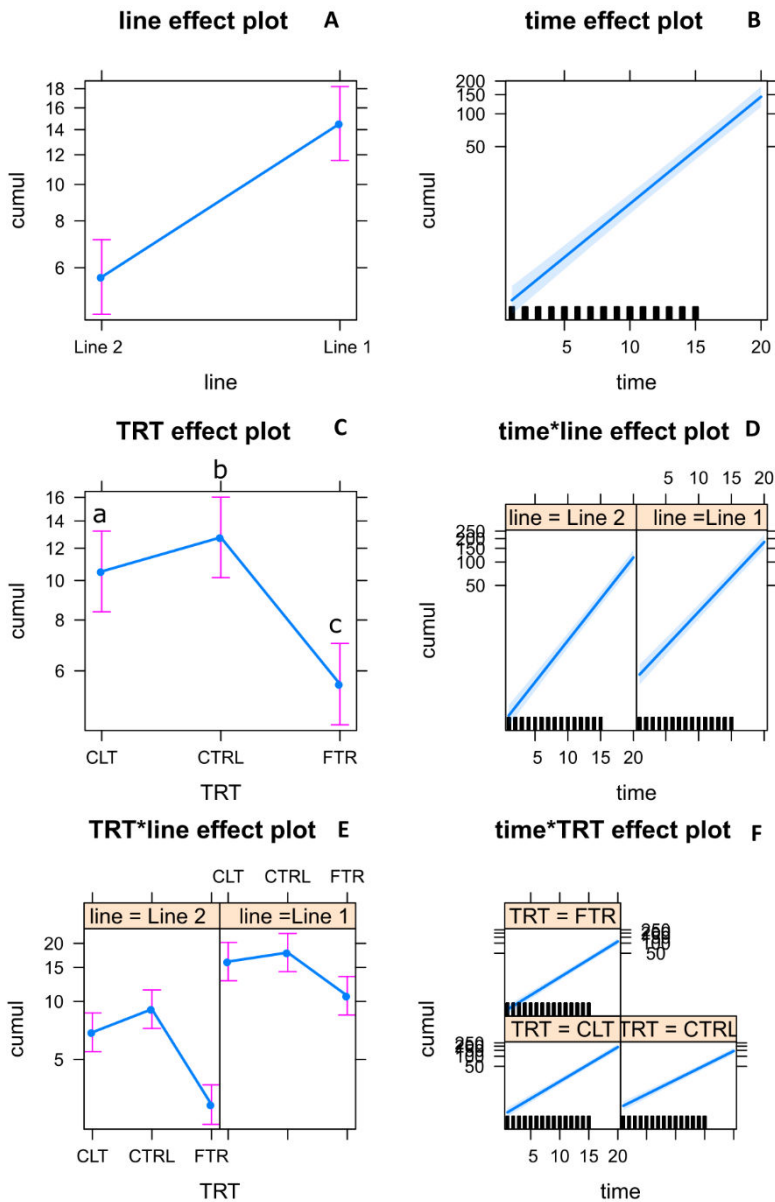 line effect plot A
18
16
14
12
10
8
6
cumul
Line 2 Line 1
line
time effect plot B
200
150
100
50
cumul
5 10 15 20
time
TRT effect plot C
16
14
12
10
8
6
cumul
a
b
c
CLT CTRL FTR
TRT
time*line effect plot D
5 10 15 20
line = Line 2 line =Line 1
250
200
150
100
50
cumul
5 10 15 20
time
TRT*line effect plot E
CLT CTRL FTR
line = Line 2 line =Line 1
20
15
10
5
cumul
CLT CTRL FTR
TRT
time*TRT effect plot F
TRT = FTR
250
100
50
TRT = CLT TRT = CTRL
250
100
50
cumul
5 10 15 20
time